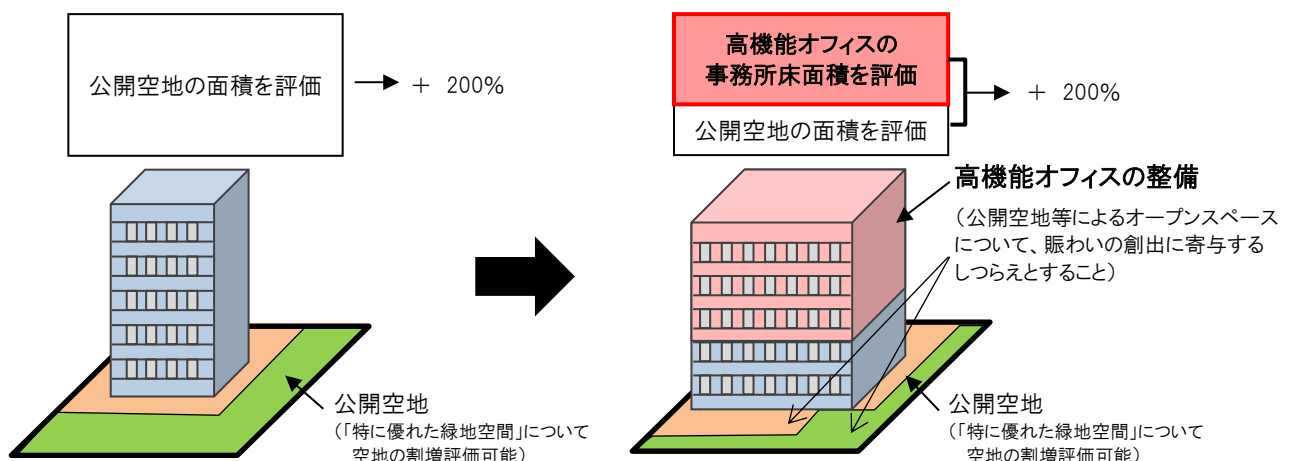 公開空地の面積を評価
＋ 200%
公開空地
（「特に優れた緑地空間」について
空地の割増評価可能）
高機能オフィスの
事務所床面積を評価
公開空地の面積を評価
＋ 200%
高機能オフィスの整備
（公開空地等によるオープンスペース
について、賑わいの創出に寄与する
しつらえとすること）
公開空地
（「特に優れた緑地空間」について
空地の割増評価可能）